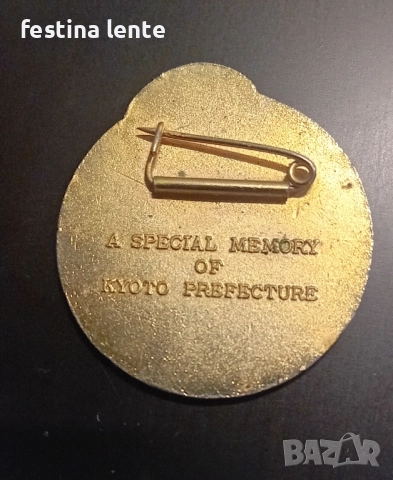 festina lente
A SPECIAL MEMORY
OF
KYOTO PREFECTURE
BAZAR